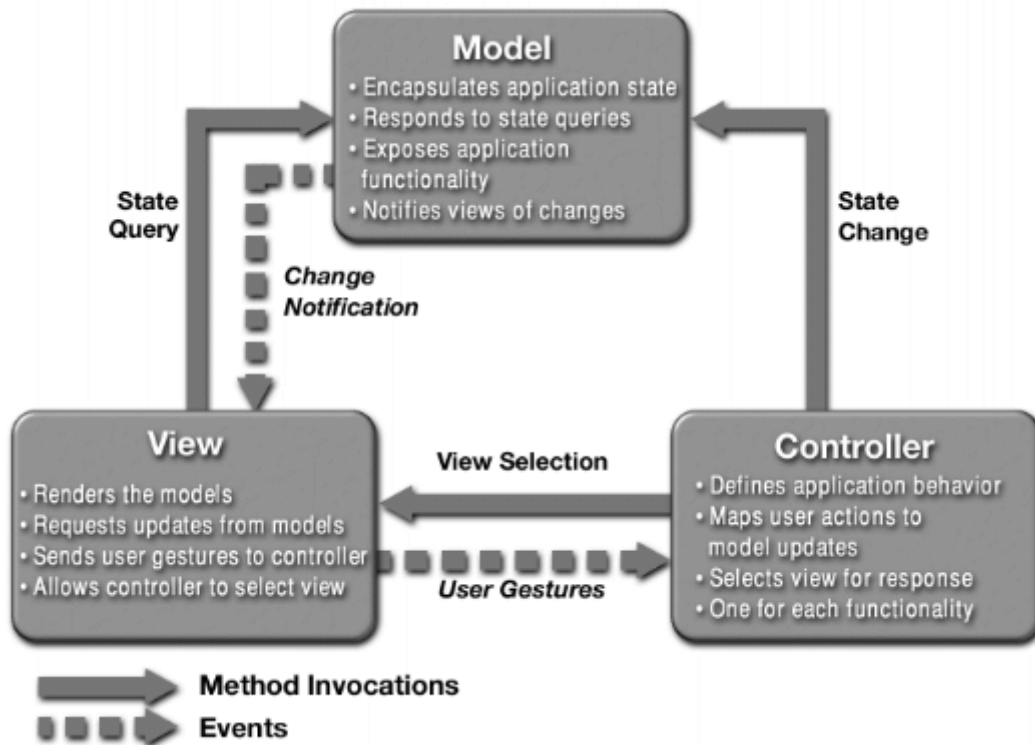 Model
• Encapsulates application state
• Responds to state queries
• Exposes application
functionality
• Notifies views of changes
State
Query
State
Change
Change
Notification
View
• Renders the models
• Requests updates from models
• Sends user gestures to controller
• Allows controller to select view
View Selection
User Gestures
Controller
• Defines application behavior
• Maps user actions to
model updates
• Selects view for response
• One for each functionality
Method Invocations
Events